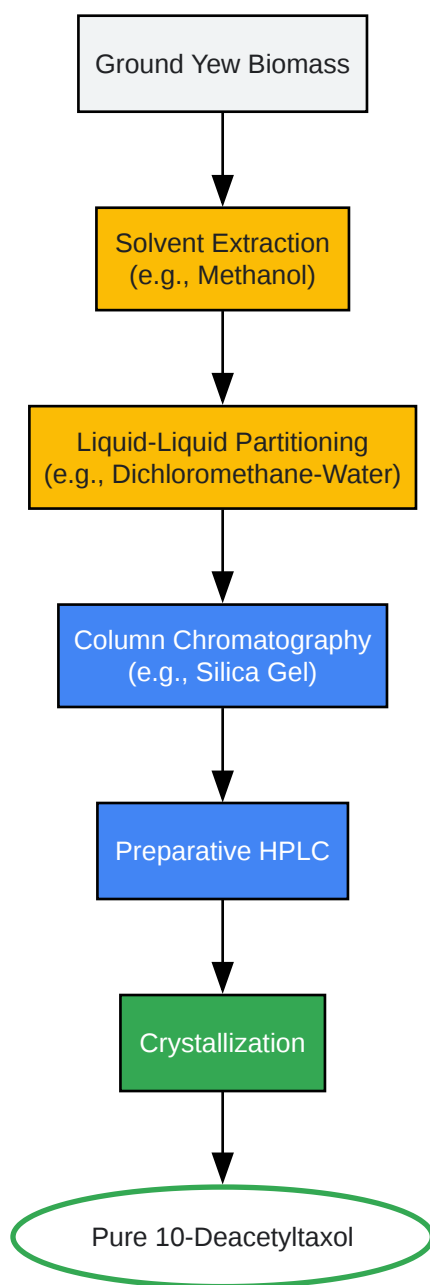 Ground Yew Biomass
Solvent Extraction
(e.g., Methanol)
Liquid-Liquid Partitioning
(e.g., Dichloromethane-Water)
Column Chromatography
(e.g., Silica Gel)
Preparative HPLC
Crystallization
Pure 10-Deacetyltaxol